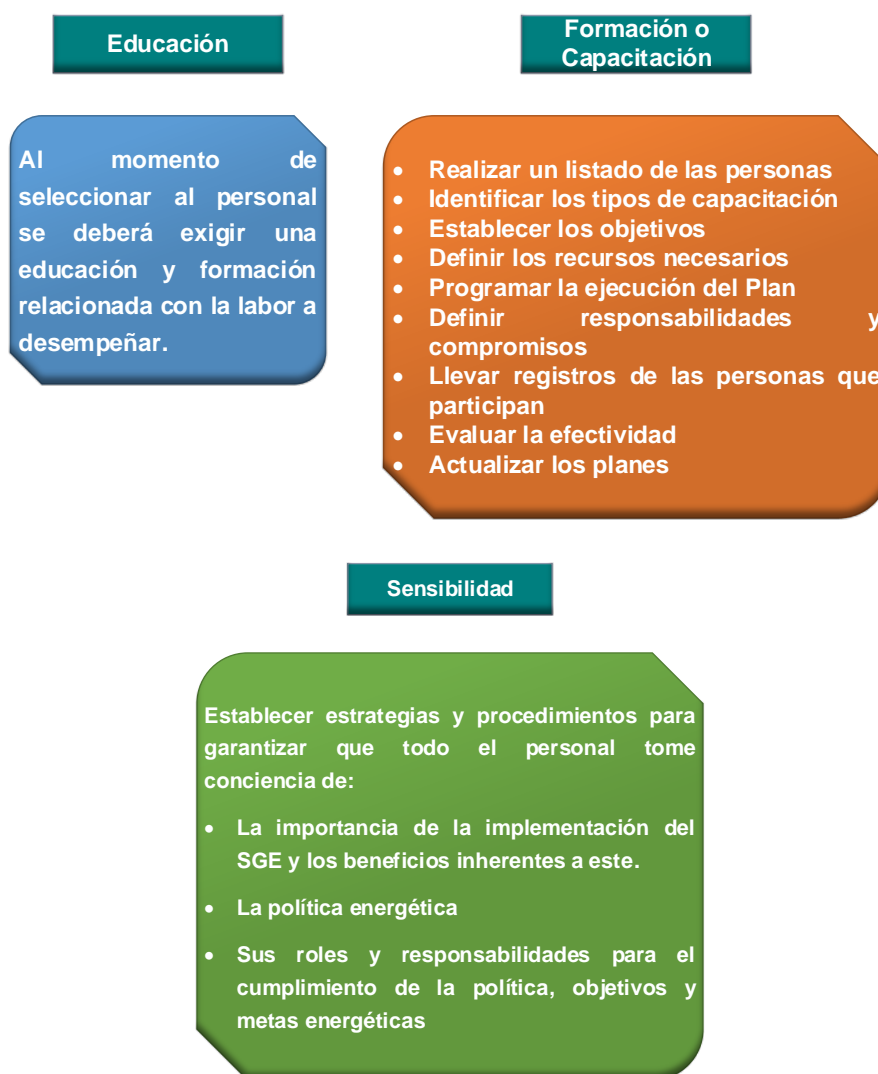 Educación
Al momento de
seleccionar al personal
se deberá exigir una
educación y formación
relacionada con la labor a
desempeñar.
Formación o
Capacitación
• Realizar un listado de las personas
• Identificar los tipos de capacitación
• Establecer los objetivos
• Definir los recursos necesarios
• Programar la ejecución del Plan
• Definir responsabilidades y
compromisos
• Llevar registros de las personas que
participan
• Evaluar la efectividad
• Actualizar los planes
Sensibilidad
Establecer estrategias y procedimientos para
garantizar que todo el personal tome
conciencia de:
• La importancia de la implementación del
SGE y los beneficios inherentes a este.
• La política energética
• Sus roles y responsabilidades para el
cumplimiento de la política, objetivos y
metas energéticas